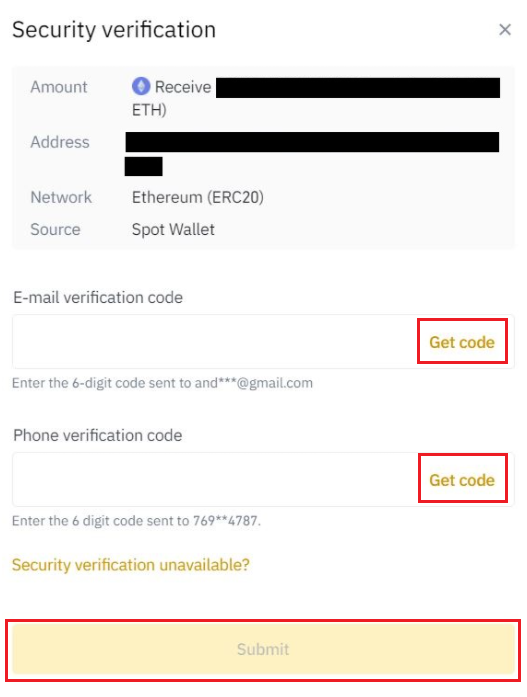 Security verification
Amount Receive
ETH)
Address
Network Ethereum (ERC20)
Source Spot Wallet
E-mail verification code
Get code
Enter the 6-digit code sent to and***@gmail.com
Phone verification code
Get code
Enter the 6 digit code sent to 769**4787.
Security verification unavailable?
Submit